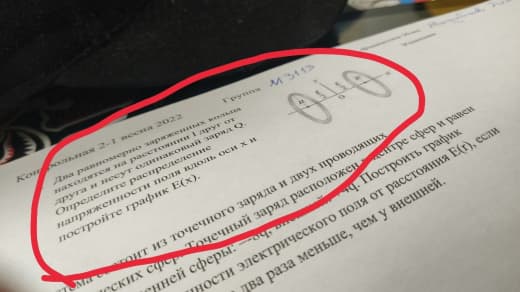 Контрольная 2-1 весна 2022 Группа М3113
Два равномерно заряженных кольца
находятся на расстоянии l друг от
друга и несут одинаковый заряд Q.
Определите распределение
напряженности поля вдоль оси x и
постройте график E(x).
R R
O
стоит из точечного заряда и двух проводящих
ических сфер. Точечный заряд расположен в центре сфер и равен
енней сферы: −3q, Построить график
ности электрического поля от расстояния E(r), если
два раза меньше, чем у внешней.